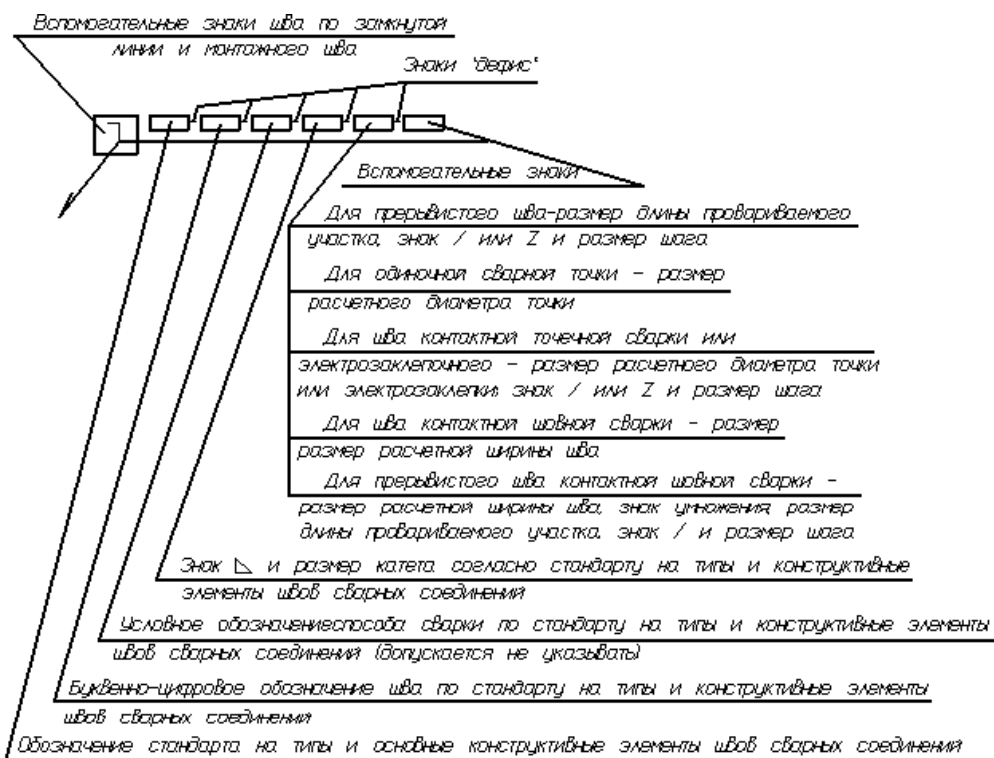 Вспомогательные знаки шва по замкнутой
линии и монтажного шва
Знаки "дефис"
Вспомогательные знаки
Для прерывистого шва-размер длины провариваемого
участка, знак / или Z и размер шага
Для одиночной сварной точки - размер
расчетного диаметра точки
Для шва контактной точечной сварки или
электрозаклепочного - размер расчетного диаметра точки
или электрозаклепки; знак / или Z и размер шага
Для шва контактной шовной сварки - размер
размер расчетной ширины шва
Для прерывистого шва контактной шовной сварки -
размер расчетной ширины шва, знак умножения, размер
длины провариваемого участка, знак / и размер шага
Знак ◺ и размер катета согласно стандарту на типы и конструктивные
элементы швов сварных соединений
Условное обозначениеспособа сварки по стандарту на типы и конструктивные элементы
швов сварных соединений (допускается не указывать)
Буквенно-цифровое обозначение шва по стандарту на типы и конструктивные элементы
швов сварных соединений
Обозначение стандарта на типы и основные конструктивные элементы швов сварных соединений